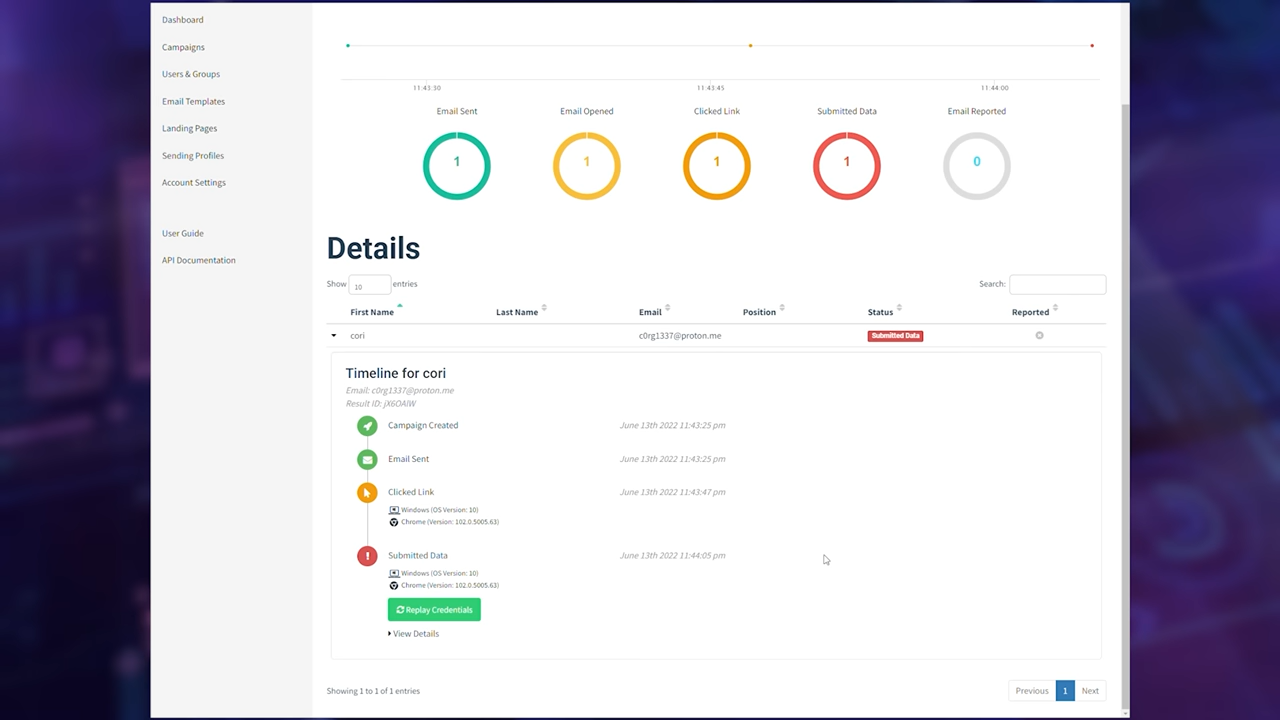 Dashboard
Campaigns
Users & Groups
Email Templates
Landing Pages
Sending Profiles
Account Settings
User Guide
API Documentation
11:43:30 11:43:45 11:44:00
Email Sent Email Opened Clicked Link Submitted Data Email Reported
1 1 1 1 0
Details
Show 10 entries Search:
First Name Last Name Email Position Status Reported
cori c0rg1337@proton.me Submitted Data
Timeline for cori
Email: c0rg1337@proton.me
Result ID: jX6OAlW
Campaign Created June 13th 2022 11:43:25 pm
Email Sent June 13th 2022 11:43:25 pm
Clicked Link June 13th 2022 11:43:47 pm
Windows (OS Version: 10)
Chrome (Version: 102.0.5005.63)
Submitted Data June 13th 2022 11:44:05 pm
Windows (OS Version: 10)
Chrome (Version: 102.0.5005.63)
Replay Credentials
View Details
Showing 1 to 1 of 1 entries Previous 1 Next